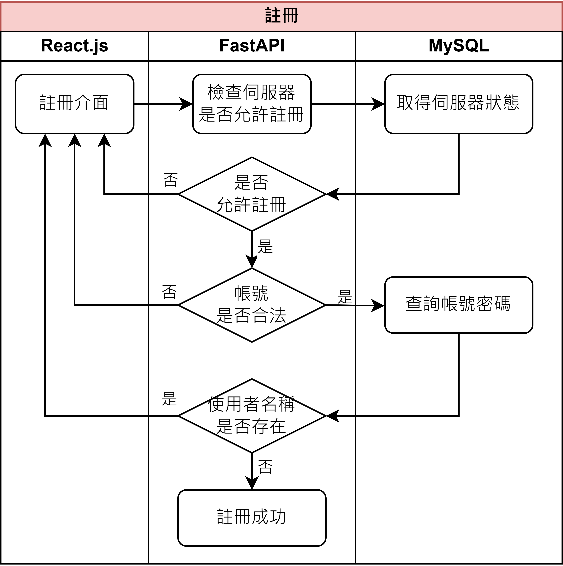 註冊
React.js
FastAPI
MySQL
註冊介面
檢查伺服器
是否允許註冊
取得伺服器狀態
否
是否
允許註冊
是
否
帳號
是否合法
是
查詢帳號密碼
是
使用者名稱
是否存在
否
註冊成功